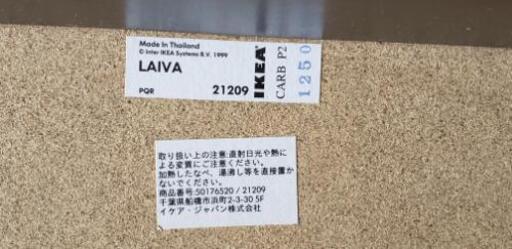 Made in Thailand
© Inter IKEA Systems B.V. 1999
LAIVA
PQR 21209
IKEA
CARB P2
1250
取り扱い上の注意:直射日光や熱に
よる変質にご注意ください。
加熱したなべ、湯沸し等を直接置か
ないでください。
商品番号:50176520 / 21209
千葉県船橋市浜町2-3-30 5F
イケア・ジャパン株式会社